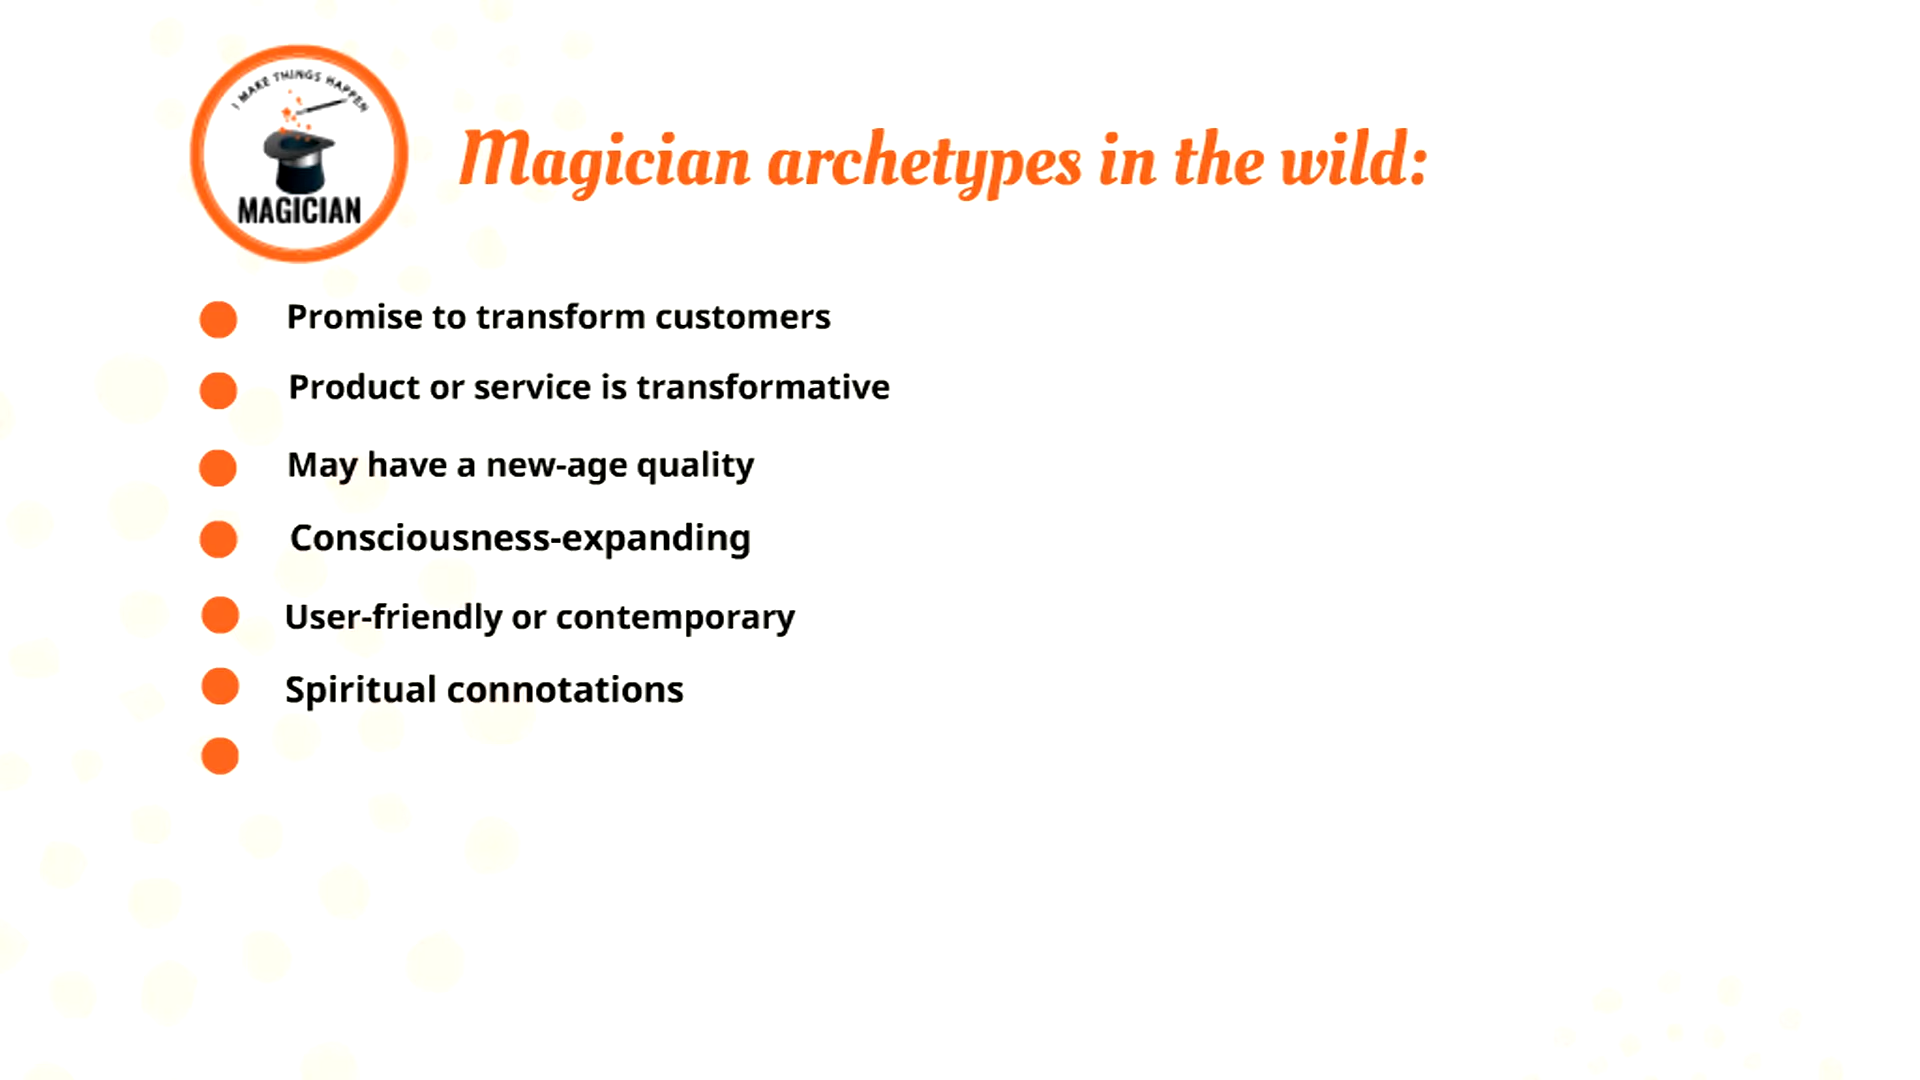 I MAKE THINGS HAPPEN
MAGICIAN
Magician archetypes in the wild:
Promise to transform customers
Product or service is transformative
May have a new-age quality
Consciousness-expanding
User-friendly or contemporary
Spiritual connotations